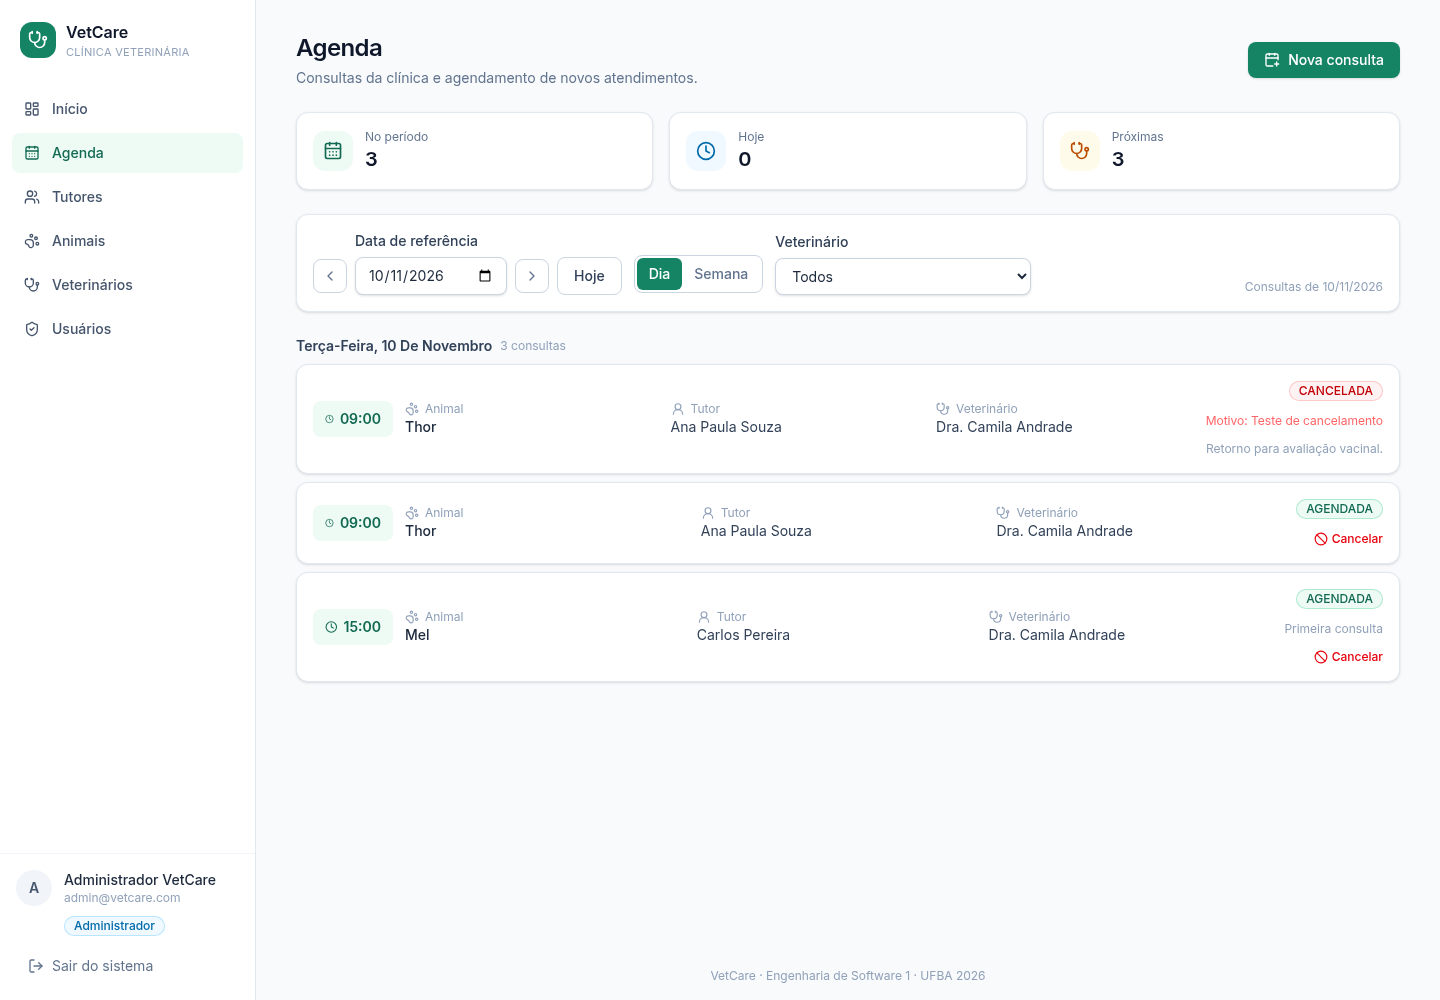 VetCare
CLÍNICA VETERINÁRIA
Início
Agenda
Tutores
Animais
Veterinários
Usuários
A
Administrador VetCare
admin@vetcare.com
Administrador
Sair do sistema
Agenda
Consultas da clínica e agendamento de novos atendimentos.
Nova consulta
No período
3
Hoje
0
Próximas
3
Data de referência
10/11/2026
Hoje
Dia
Semana
Veterinário
Todos
Consultas de 10/11/2026
Terça-Feira, 10 De Novembro 3 consultas
09:00
Animal
Thor
Tutor
Ana Paula Souza
Veterinário
Dra. Camila Andrade
CANCELADA
Motivo: Teste de cancelamento
Retorno para avaliação vacinal.
09:00
Animal
Thor
Tutor
Ana Paula Souza
Veterinário
Dra. Camila Andrade
AGENDADA
Cancelar
15:00
Animal
Mel
Tutor
Carlos Pereira
Veterinário
Dra. Camila Andrade
AGENDADA
Primeira consulta
Cancelar
VetCare · Engenharia de Software 1 · UFBA 2026